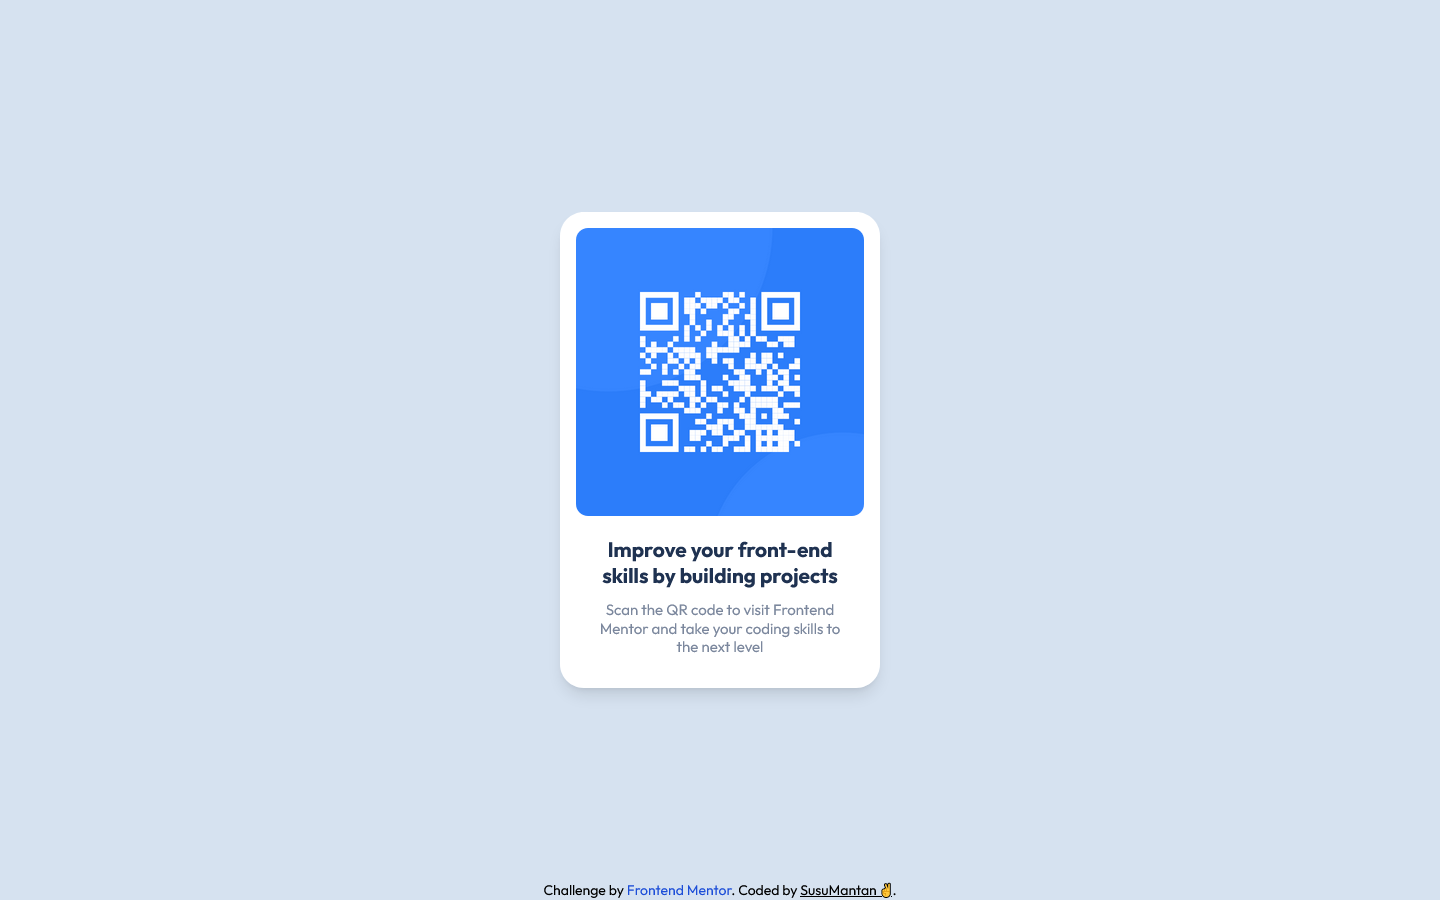 Improve your front-end
skills by building projects
Scan the QR code to visit Frontend
Mentor and take your coding skills to
the next level
Challenge by Frontend Mentor. Coded by SusuMantan ✌.